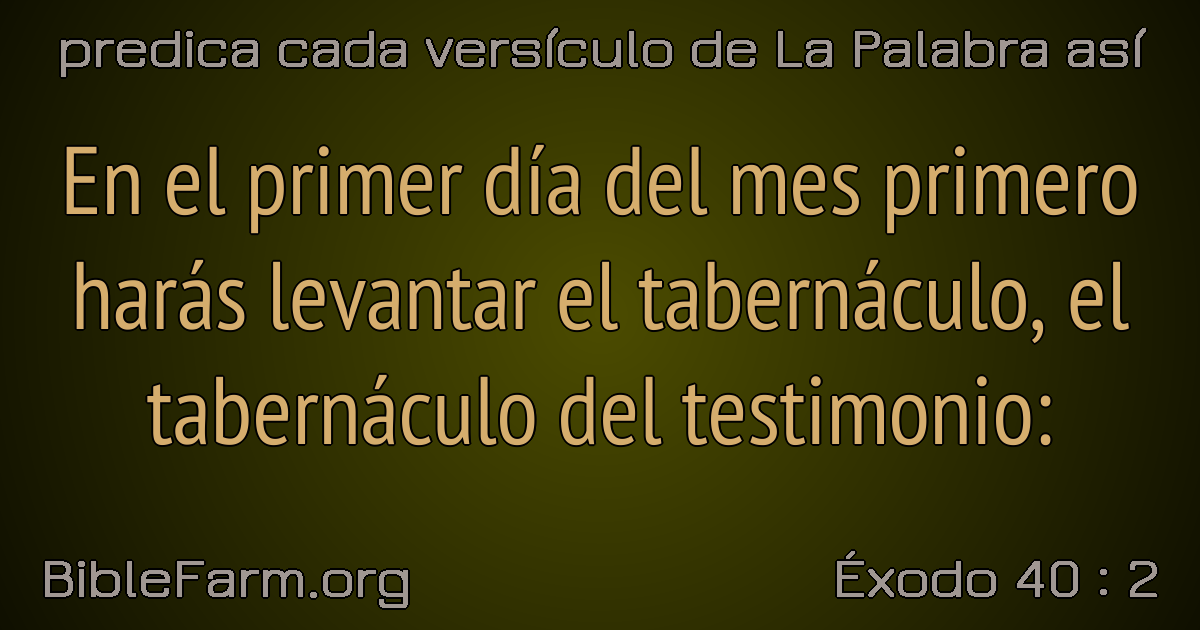 predica cada versículo de La Palabra así
En el primer día del mes primero
harás levantar el tabernáculo, el
tabernáculo del testimonio:
BibleFarm.org
Éxodo 40 : 2